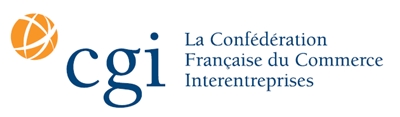 cgi
La Confédération
Française du Commerce
Interentreprises